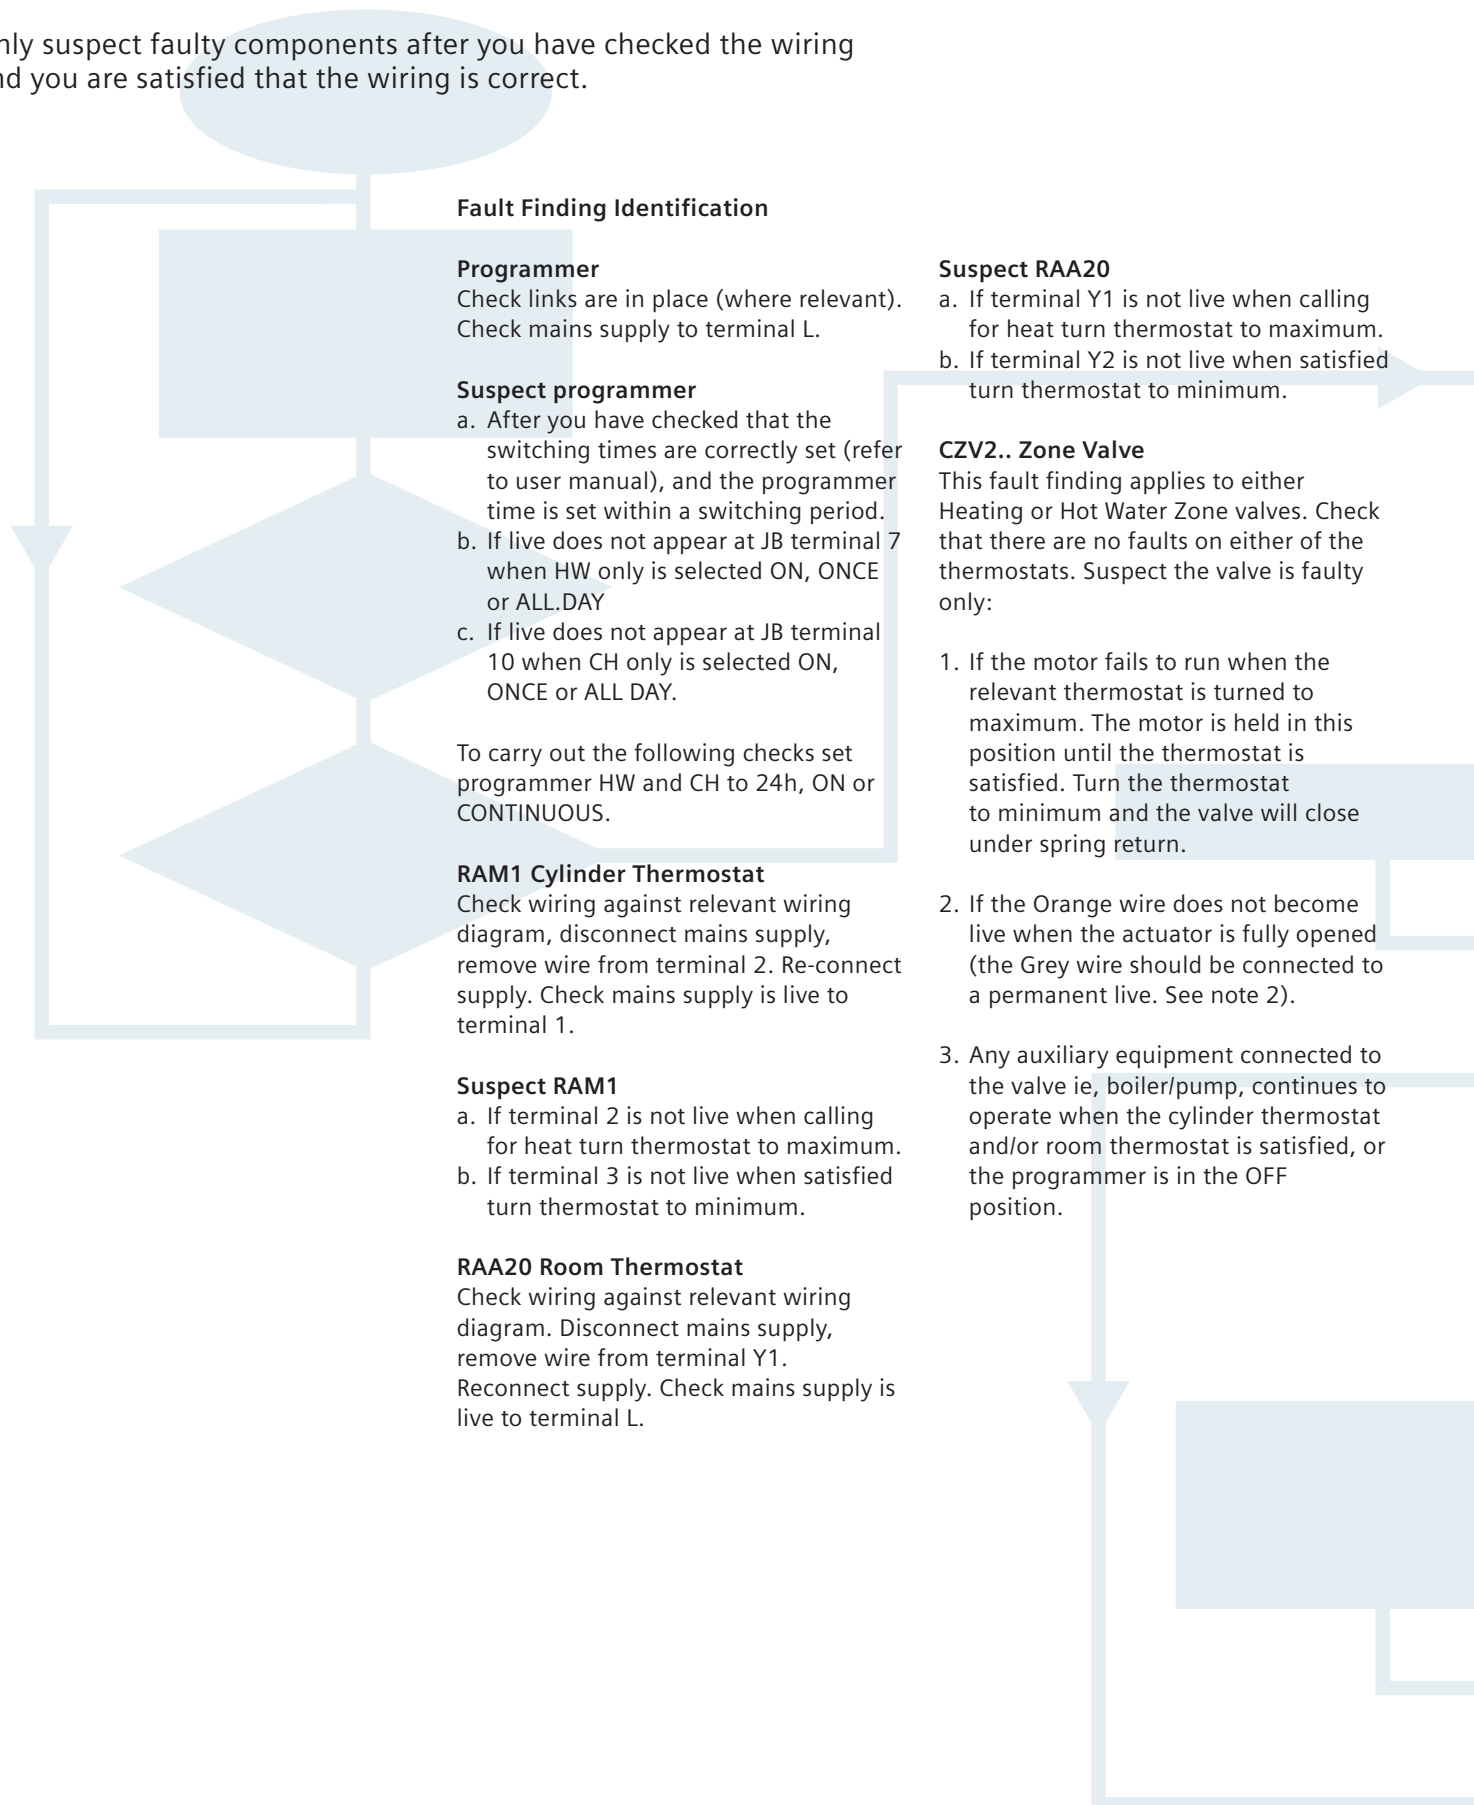 nly suspect faulty components after you have checked the wiring
nd you are satisfied that the wiring is correct.
Fault Finding Identification
Programmer
Check links are in place (where relevant).
Check mains supply to terminal L.
Suspect programmer
a. After you have checked that the
switching times are correctly set (refer
to user manual), and the programmer
time is set within a switching period.
b. If live does not appear at JB terminal 7
when HW only is selected ON, ONCE
or ALL.DAY
c. If live does not appear at JB terminal
10 when CH only is selected ON,
ONCE or ALL DAY.
To carry out the following checks set
programmer HW and CH to 24h, ON or
CONTINUOUS.
RAM1 Cylinder Thermostat
Check wiring against relevant wiring
diagram, disconnect mains supply,
remove wire from terminal 2. Re-connect
supply. Check mains supply is live to
terminal 1.
Suspect RAM1
a. If terminal 2 is not live when calling
for heat turn thermostat to maximum.
b. If terminal 3 is not live when satisfied
turn thermostat to minimum.
RAA20 Room Thermostat
Check wiring against relevant wiring
diagram. Disconnect mains supply,
remove wire from terminal Y1.
Reconnect supply. Check mains supply is
live to terminal L.
Suspect RAA20
a. If terminal Y1 is not live when calling
for heat turn thermostat to maximum.
b. If terminal Y2 is not live when satisfied
turn thermostat to minimum.
CZV2.. Zone Valve
This fault finding applies to either
Heating or Hot Water Zone valves. Check
that there are no faults on either of the
thermostats. Suspect the valve is faulty
only:
1. If the motor fails to run when the
relevant thermostat is turned to
maximum. The motor is held in this
position until the thermostat is
satisfied. Turn the thermostat
to minimum and the valve will close
under spring return.
2. If the Orange wire does not become
live when the actuator is fully opened
(the Grey wire should be connected to
a permanent live. See note 2).
3. Any auxiliary equipment connected to
the valve ie, boiler/pump, continues to
operate when the cylinder thermostat
and/or room thermostat is satisfied, or
the programmer is in the OFF
position.